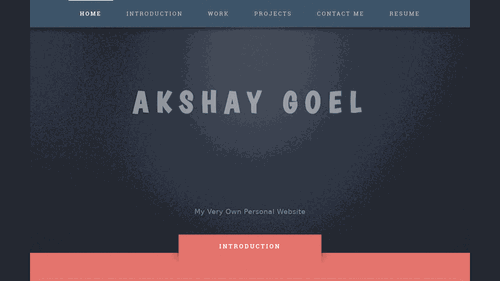 HOME INTRODUCTION WORK PROJECTS CONTACT ME RESUME
AKSHAY GOEL
My Very Own Personal Website
INTRODUCTION